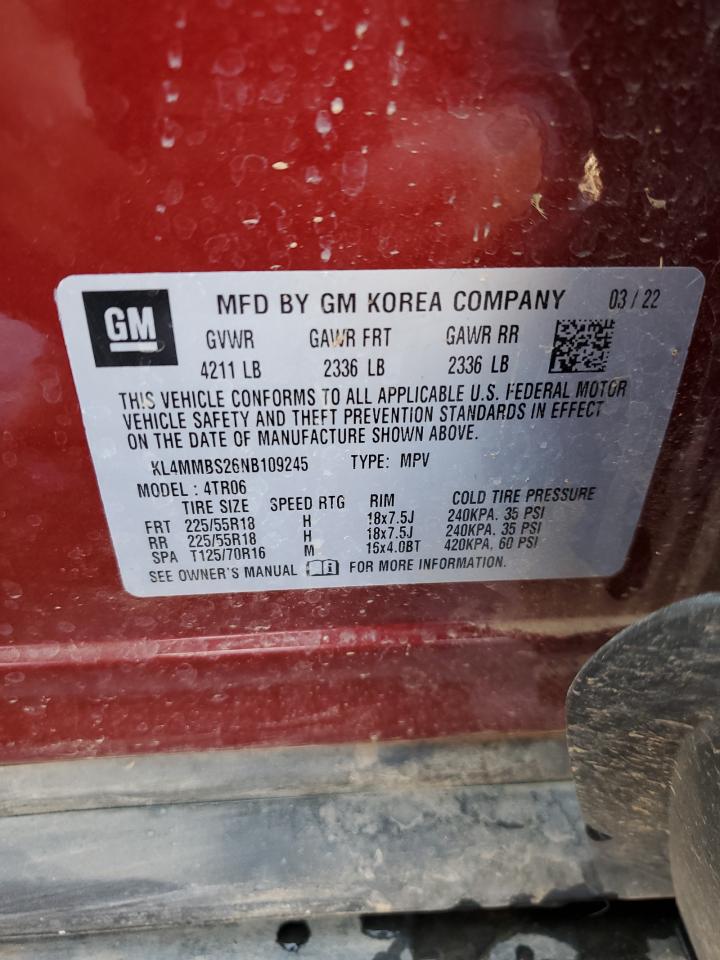 GM
MFD BY GM KOREA COMPANY 03 / 22
GVWR GAWR FRT GAWR RR
4211 LB 2336 LB 2336 LB
THIS VEHICLE CONFORMS TO ALL APPLICABLE U.S. FEDERAL MOTOR
VEHICLE SAFETY AND THEFT PREVENTION STANDARDS IN EFFECT
ON THE DATE OF MANUFACTURE SHOWN ABOVE.
KL4MMBS26NB109245 TYPE: MPV
MODEL : 4TR06
TIRE SIZE SPEED RTG RIM COLD TIRE PRESSURE
FRT 225/55R18 H 18x7.5J 240KPA. 35 PSI
RR 225/55R18 H 18x7.5J 240KPA. 35 PSI
SPA T125/70R16 M 16x4.0BT 420KPA, 60 PSI
SEE OWNER'S MANUAL FOR MORE INFORMATION.